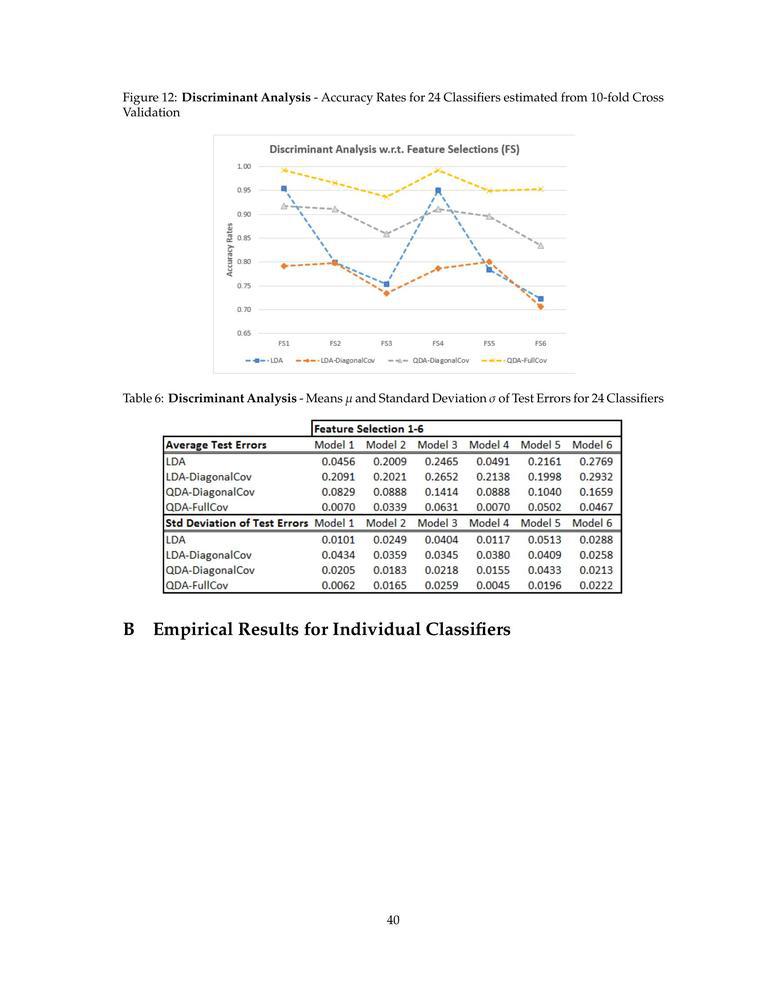 Figure 12: Discriminant Analysis - Accuracy Rates for 24 Classifiers estimated from 10-fold Cross
Validation
Discriminant Analysis w.r.t. Feature Selections (FS)
1.00
0.95
0.90
0.85
0.80
0.75
0.70
0.65
Accuracy Rates
FS1 FS2 FS3 FS4 FS5 FS6
LDA LDA-DiagonalCov QDA-DiagonalCov QDA-FullCov
Table 6: Discriminant Analysis - Means μ and Standard Deviation σ of Test Errors for 24 Classifiers
Feature Selection 1-6
Average Test Errors Model 1 Model 2 Model 3 Model 4 Model 5 Model 6
LDA 0.0456 0.2009 0.2465 0.0491 0.2161 0.2769
LDA-DiagonalCov 0.2091 0.2021 0.2652 0.2138 0.1998 0.2932
QDA-DiagonalCov 0.0829 0.0888 0.1414 0.0888 0.1040 0.1659
QDA-FullCov 0.0070 0.0339 0.0631 0.0070 0.0502 0.0467
Std Deviation of Test Errors Model 1 Model 2 Model 3 Model 4 Model 5 Model 6
LDA 0.0101 0.0249 0.0404 0.0117 0.0513 0.0288
LDA-DiagonalCov 0.0434 0.0359 0.0345 0.0380 0.0409 0.0258
QDA-DiagonalCov 0.0205 0.0183 0.0218 0.0155 0.0433 0.0213
QDA-FullCov 0.0062 0.0165 0.0259 0.0045 0.0196 0.0222
B Empirical Results for Individual Classifiers
40